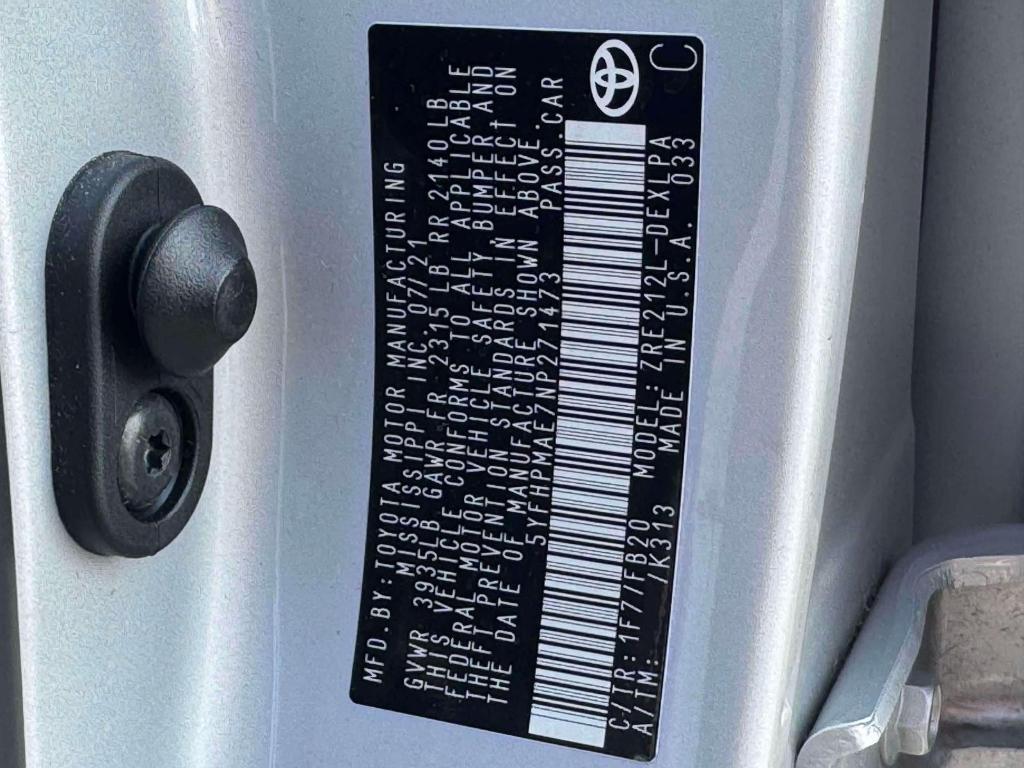 MFD.BY:TOYOTA MOTOR MANUFACTURING
MISSISSIPPI INC.07/21
GVWR 3935LB GAWR FR 2315 LB RR 2140LB
THIS VEHICLE CONFORMS TO ALL APPLICABLE
FEDERAL MOTOR VEHICLE SAFETY BUMPER AND
THEFT PREVENTION STANDARDS IN EFFECT ON
THE DATE OF MANUFACTURE SHOWN ABOVE.
5YFHPMAE7NP271473 PASS.CAR
C/TR: 1F7/FB20 MODEL: ZRE212L-DEXLPA
A/TM: /K313 MADE IN U.S.A. 033
C